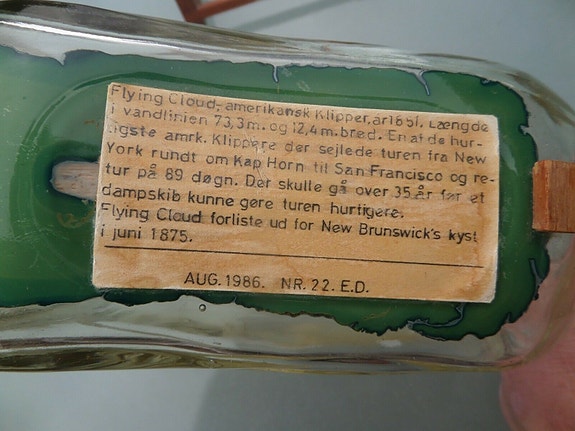 Flying Cloud, amerikansk Klipper, år 1651. Længde
i vandlinien 73,3m. og 12,4m. bred. En af de hur-
tigste amrk. Klippere der sejlede turen fra New
York rundt om Kap Horn til San Francisco og re-
tur på 89 døgn. Der skulle gå over 35 år før et
dampskib kunne gøre turen hurtigere.
Flying Cloud forliste ud for New Brunswick's kyst
i juni 1875.
AUG. 1986. NR. 22. E.D.